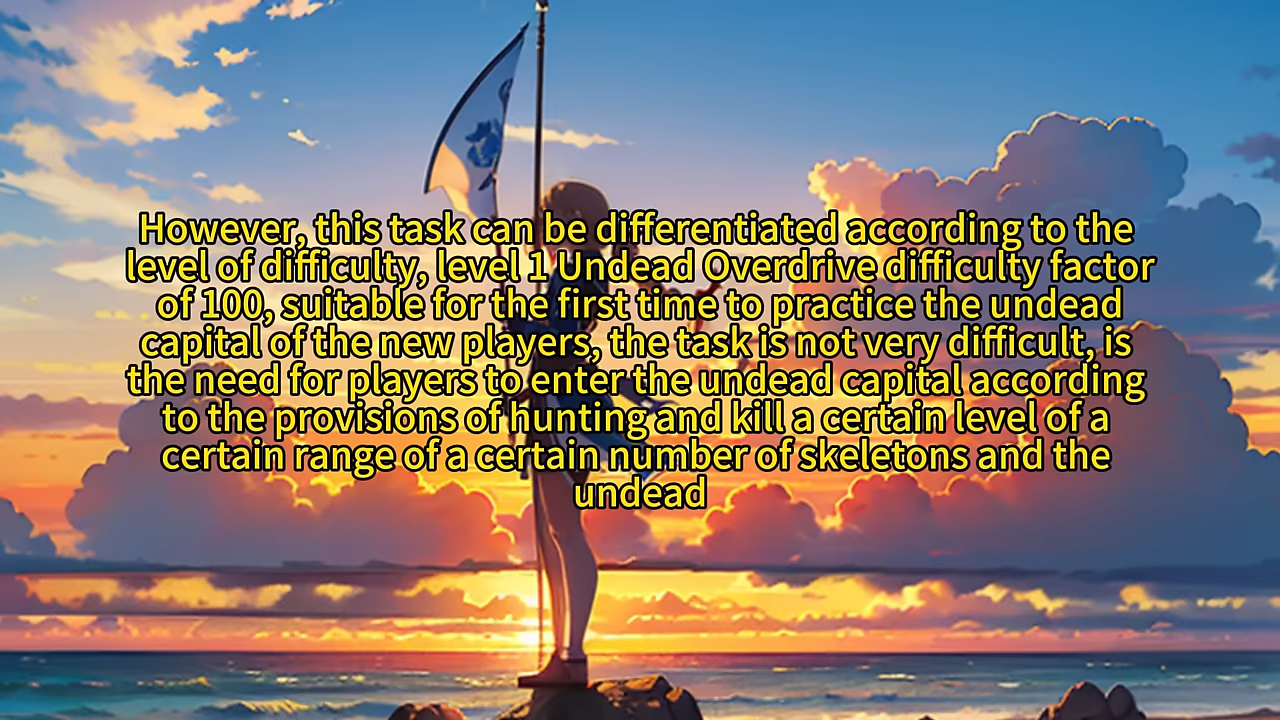 However, this task can be differentiated according to the
level of difficulty, level 1 Undead Overdrive difficulty factor
of 100, suitable for the first time to practice the undead
capital of the new players, the task is not very difficult, is
the need for players to enter the undead capital according
to the provisions of hunting and kill a certain level of a
certain range of a certain number of skeletons and the
undead